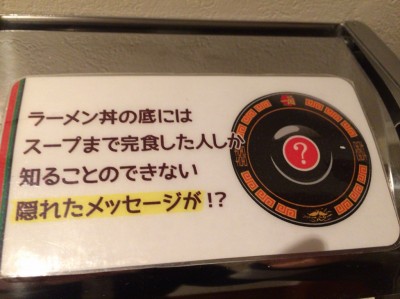 ラーメン丼の底には
スープまで完食した人しか
知ることのできない
隠れたメッセージが!?
?